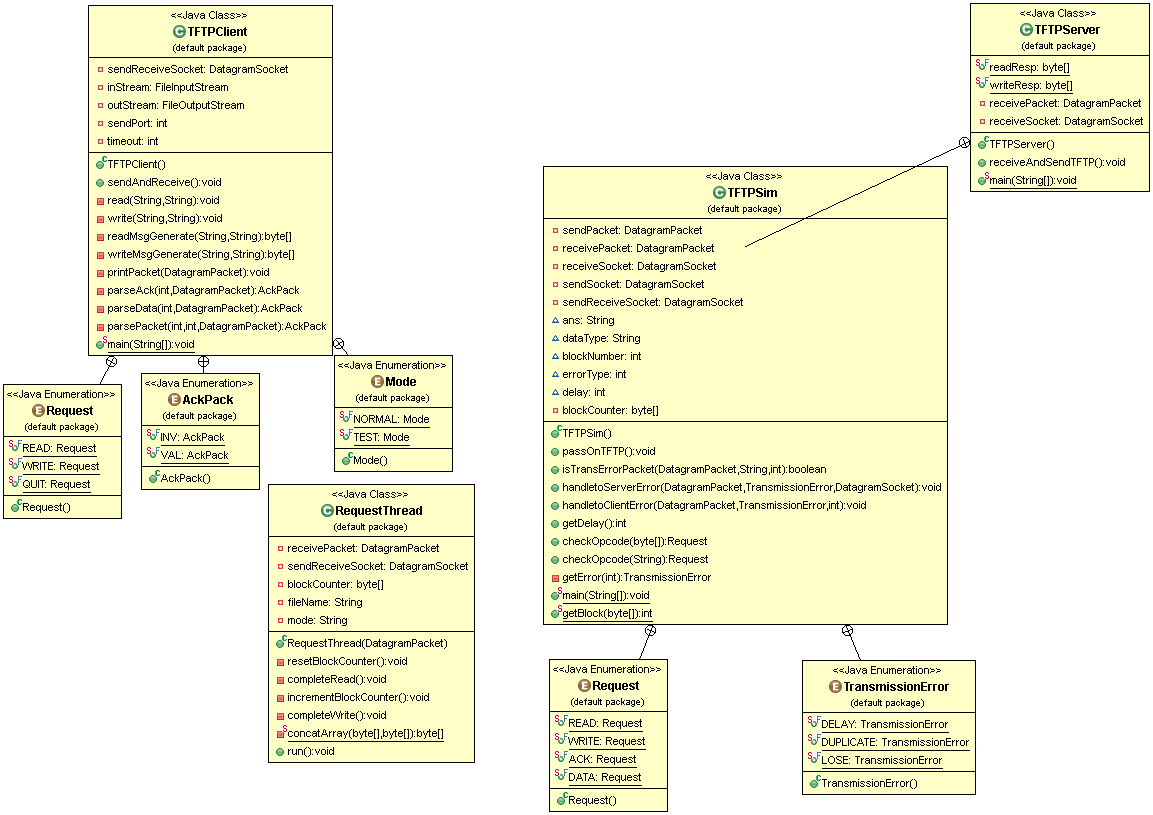 <<Java Class>>
TFTPClient
(default package)
sendReceiveSocket: DatagramSocket
inStream: FileInputStream
outStream: FileOutputStream
sendPort: int
timeout: int
TFTPClient()
sendAndReceive():void
read(String,String):void
write(String,String):void
readMsgGenerate(String,String):byte[]
writeMsgGenerate(String,String):byte[]
printPacket(DatagramPacket):void
parseAck(int,DatagramPacket):AckPack
parseData(int,DatagramPacket):AckPack
parsePacket(int,int,DatagramPacket):AckPack
main(String[]):void
<<Java Enumeration>>
Request
(default package)
READ: Request
WRITE: Request
QUIT: Request
Request()
<<Java Enumeration>>
AckPack
(default package)
INV: AckPack
VAL: AckPack
AckPack()
<<Java Enumeration>>
Mode
(default package)
NORMAL: Mode
TEST: Mode
Mode()
<<Java Class>>
RequestThread
(default package)
receivePacket: DatagramPacket
sendReceiveSocket: DatagramSocket
blockCounter: byte[]
fileName: String
mode: String
RequestThread(DatagramPacket)
resetBlockCounter():void
completeRead():void
incrementBlockCounter():void
completeWrite():void
concatArray(byte[],byte[]):byte[]
run():void
<<Java Class>>
TFTPSim
(default package)
sendPacket: DatagramPacket
receivePacket: DatagramPacket
receiveSocket: DatagramSocket
sendSocket: DatagramSocket
sendReceiveSocket: DatagramSocket
ans: String
dataType: String
blockNumber: int
errorType: int
delay: int
blockCounter: byte[]
TFTPSim()
passOnTFTP():void
isTransErrorPacket(DatagramPacket,String,int):boolean
handletoServerError(DatagramPacket,TransmissionError,DatagramSocket):void
handletoClientError(DatagramPacket,TransmissionError,int):void
getDelay():int
checkOpcode(byte[]):Request
checkOpcode(String):Request
getError(int):TransmissionError
main(String[]):void
getBlock(byte[]):int
<<Java Enumeration>>
Request
(default package)
READ: Request
WRITE: Request
ACK: Request
DATA: Request
Request()
<<Java Enumeration>>
TransmissionError
(default package)
DELAY: TransmissionError
DUPLICATE: TransmissionError
LOSE: TransmissionError
TransmissionError()
<<Java Class>>
TFTPServer
(default package)
readResp: byte[]
writeResp: byte[]
receivePacket: DatagramPacket
receiveSocket: DatagramSocket
TFTPServer()
receiveAndSendTFTP():void
main(String[]):void